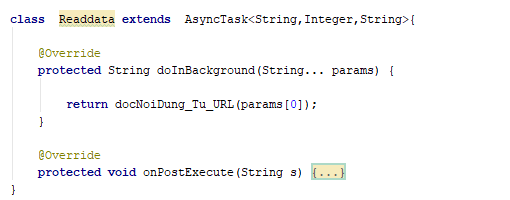 class Readdata extends AsyncTask<String,Integer,String>{
@Override
protected String doInBackground(String... params) {
return docNoiDung_Tu_URL(params[0]);
}
@Override
protected void onPostExecute(String s) {...}
}